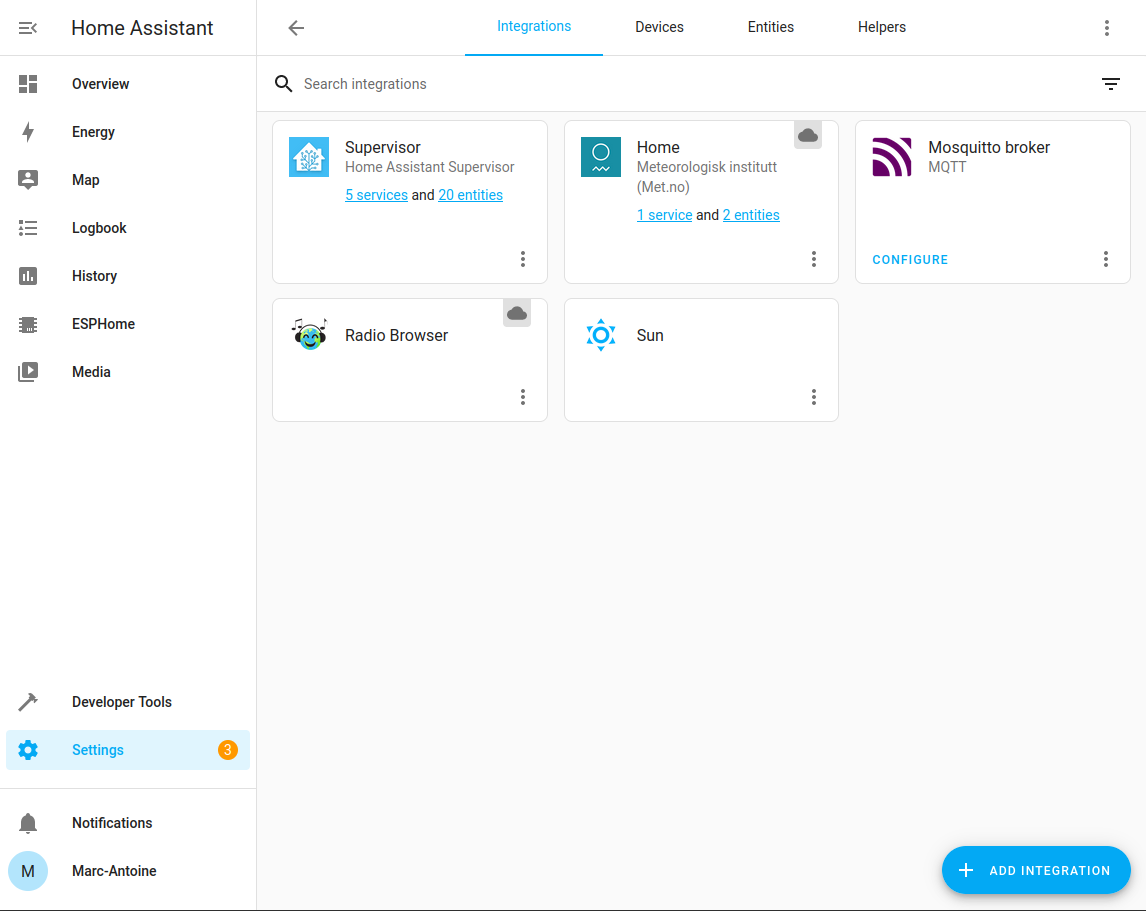 Home Assistant
Overview
Energy
Map
Logbook
History
ESPHome
Media
Developer Tools
Settings
3
Notifications
M
Marc-Antoine
Integrations
Devices
Entities
Helpers
Search integrations
Supervisor
Home Assistant Supervisor
5 services and 20 entities
Home
Meteorologisk institutt
(Met.no)
1 service and 2 entities
Mosquitto broker
MQTT
CONFIGURE
Radio Browser
Sun
ADD INTEGRATION